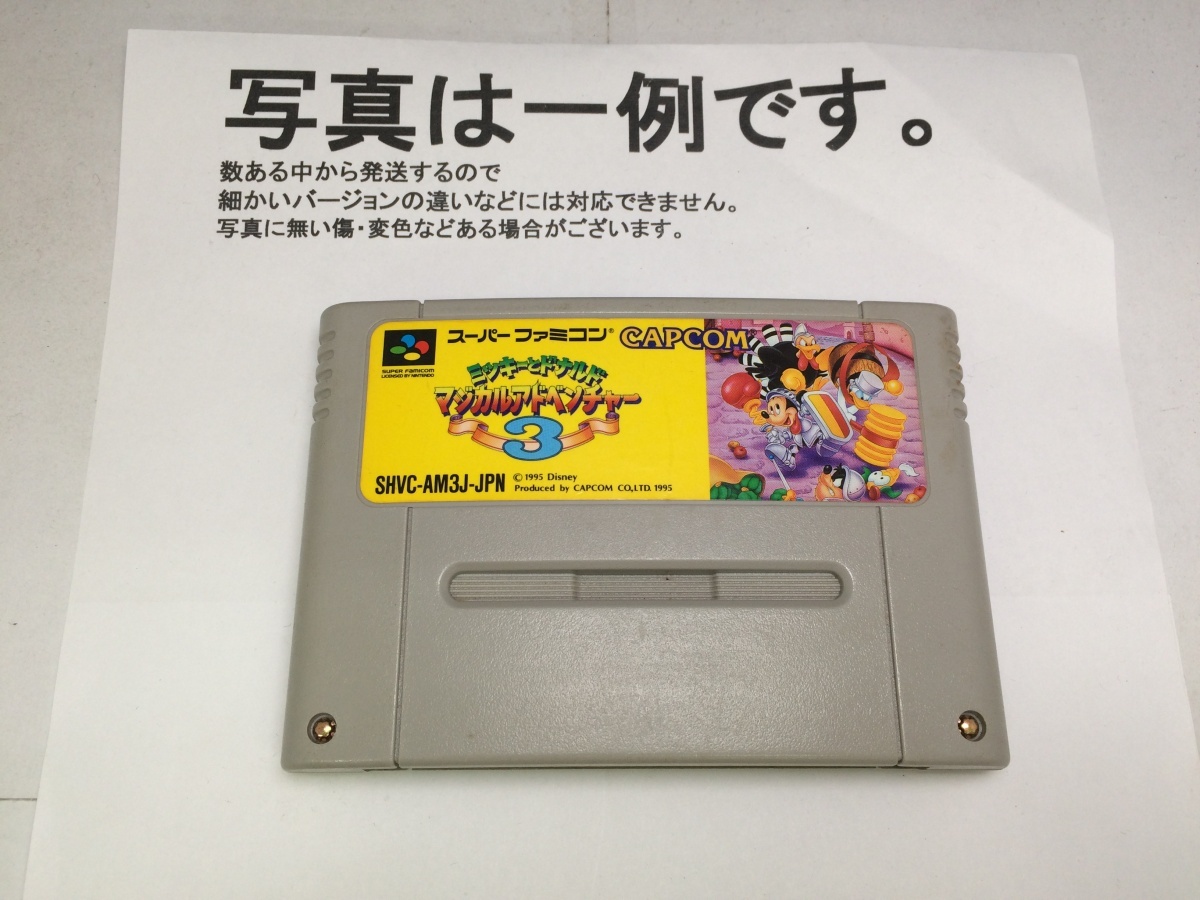 写真は一例です。
数ある中から発送するので
細かいバージョンの違いなどには対応できません。
写真に無い傷・変色などある場合がございます。
スーパーファミコン® CAPCOM
SUPER FAMICOM
LICENSED BY NINTENDO
ミッキーとドナルド
マジカルアドベンチャー
3
SHVC-AM3J-JPN
© 1995 Disney
Produced by CAPCOM CO.,LTD. 1995